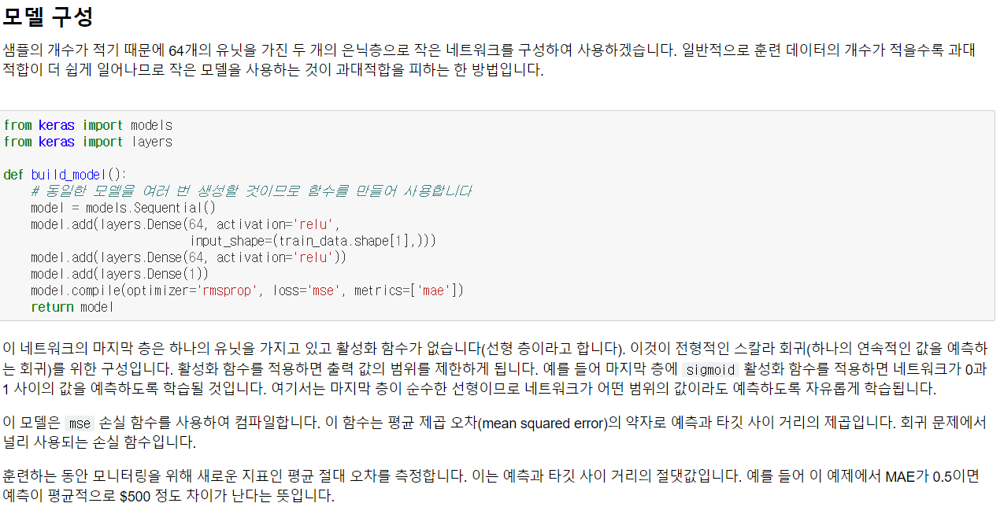 모델 구성
샘플의 개수가 적기 때문에 64개의 유닛을 가진 두 개의 은닉층으로 작은 네트워크를 구성하여 사용하겠습니다. 일반적으로 훈련 데이터의 개수가 적을수록 과대
적합이 더 쉽게 일어나므로 작은 모델을 사용하는 것이 과대적합을 피하는 한 방법입니다.
from keras import models
from keras import layers
def build_model():
# 동일한 모델을 여러 번 생성할 것이므로 함수를 만들어 사용합니다
model = models.Sequential()
model.add(layers.Dense(64, activation='relu',
input_shape=(train_data.shape[1],)))
model.add(layers.Dense(64, activation='relu'))
model.add(layers.Dense(1))
model.compile(optimizer='rmsprop', loss='mse', metrics=['mae'])
return model
이 네트워크의 마지막 층은 하나의 유닛을 가지고 있고 활성화 함수가 없습니다(선형 층이라고 합니다). 이것이 전형적인 스칼라 회귀(하나의 연속적인 값을 예측하
는 회귀)를 위한 구성입니다. 활성화 함수를 적용하면 출력 값의 범위를 제한하게 됩니다. 예를 들어 마지막 층에 sigmoid 활성화 함수를 적용하면 네트워크가 0과
1 사이의 값을 예측하도록 학습될 것입니다. 여기서는 마지막 층이 순수한 선형이므로 네트워크가 어떤 범위의 값이라도 예측하도록 자유롭게 학습됩니다.
이 모델은 mse 손실 함수를 사용하여 컴파일합니다. 이 함수는 평균 제곱 오차(mean squared error)의 약자로 예측과 타깃 사이 거리의 제곱입니다. 회귀 문제에서
널리 사용되는 손실 함수입니다.
훈련하는 동안 모니터링을 위해 새로운 지표인 평균 절대 오차를 측정합니다. 이는 예측과 타깃 사이 거리의 절댓값입니다. 예를 들어 이 예제에서 MAE가 0.5이면
예측이 평균적으로 $500 정도 차이가 난다는 뜻입니다.